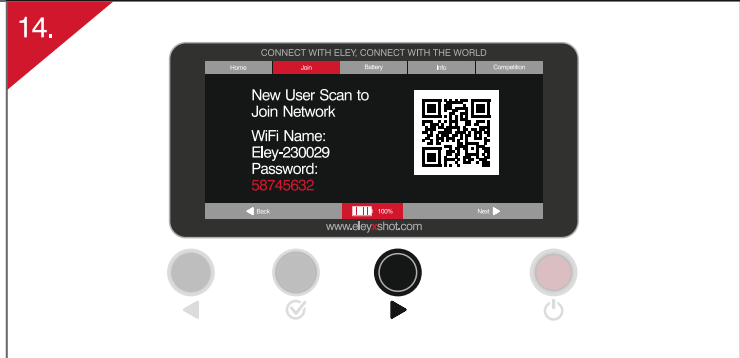 14.
CONNECT WITH ELEY, CONNECT WITH THE WORLD
Home Join Battery Info Competition
New User Scan to
Join Network
WiFi Name:
Eley-230029
Password:
58745632
Back 100% Next
www.eleyxshot.com